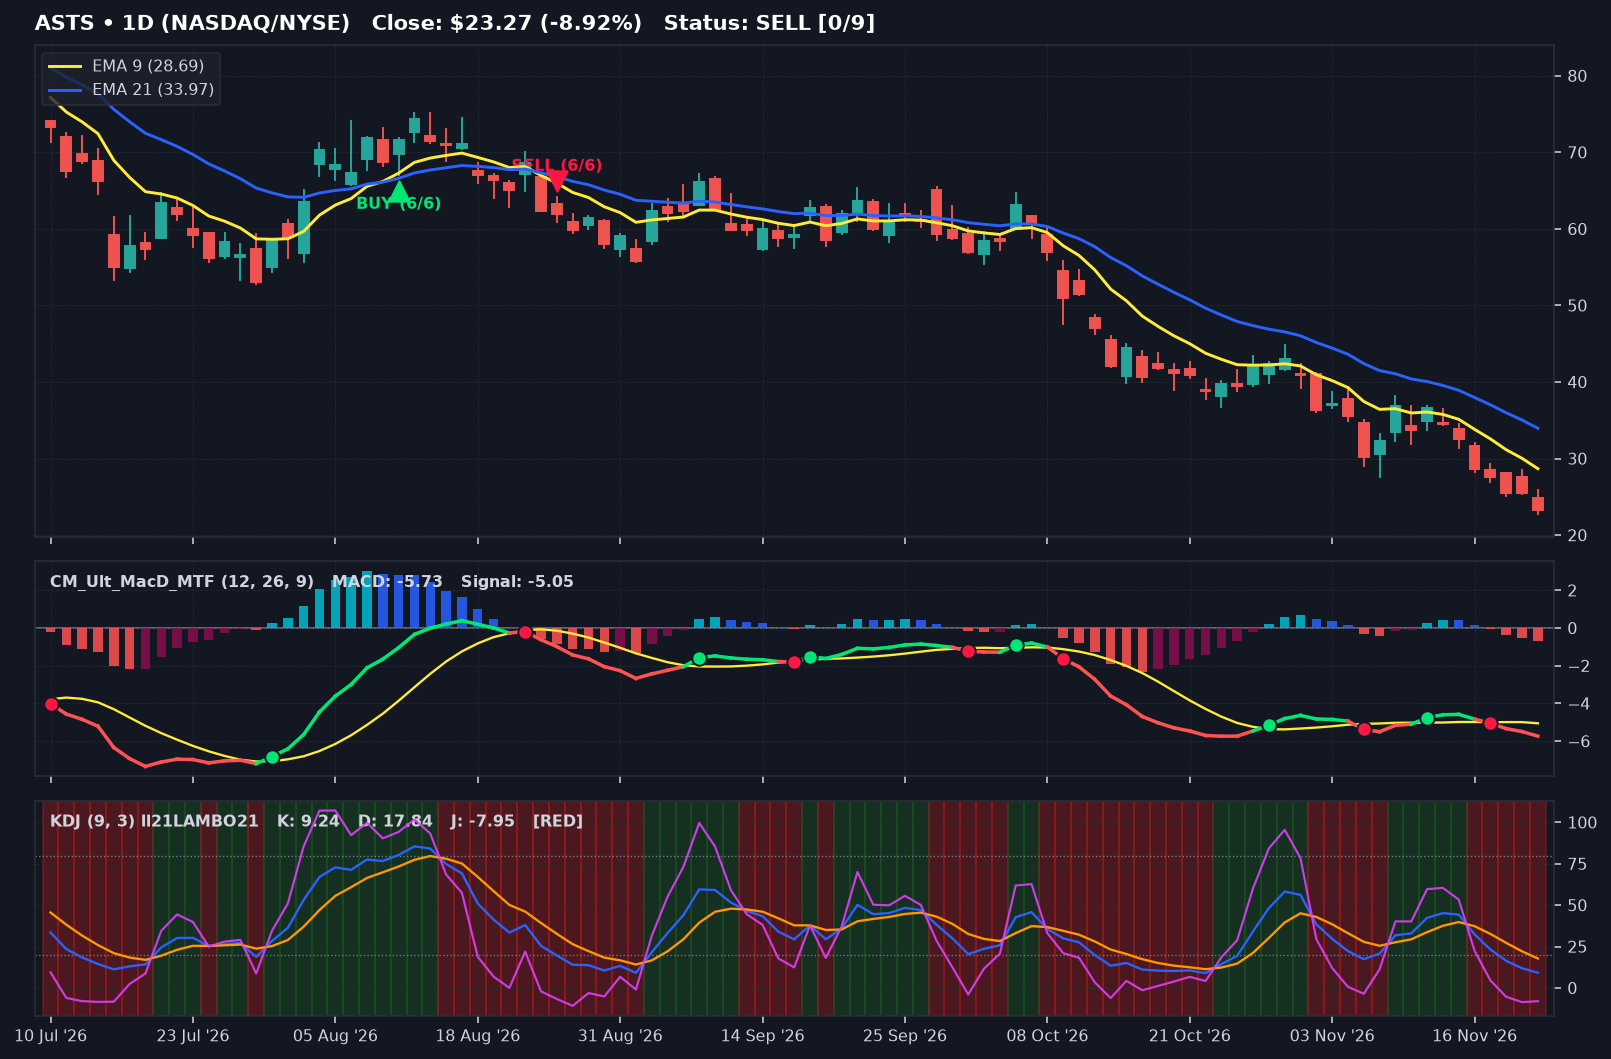 ASTS • 1D (NASDAQ/NYSE)   Close: $23.27 (-8.92%)   Status: SELL [0/9]
EMA 9 (28.69)
EMA 21 (33.97)
80
70
SELL (6/6)
BUY (6/6)
60
50
40
30
20
CM_Ult_MacD_MTF (12, 26, 9)   MACD: -5.73   Signal: -5.05
2
0
−2
−4
−6
KDJ (9, 3) II21LAMBO21   K: 9.24   D: 17.84   J: -7.95   [RED]
100
75
50
25
0
10 Jul '26   23 Jul '26   05 Aug '26   18 Aug '26   31 Aug '26   14 Sep '26   25 Sep '26   08 Oct '26   21 Oct '26   03 Nov '26   16 Nov '26